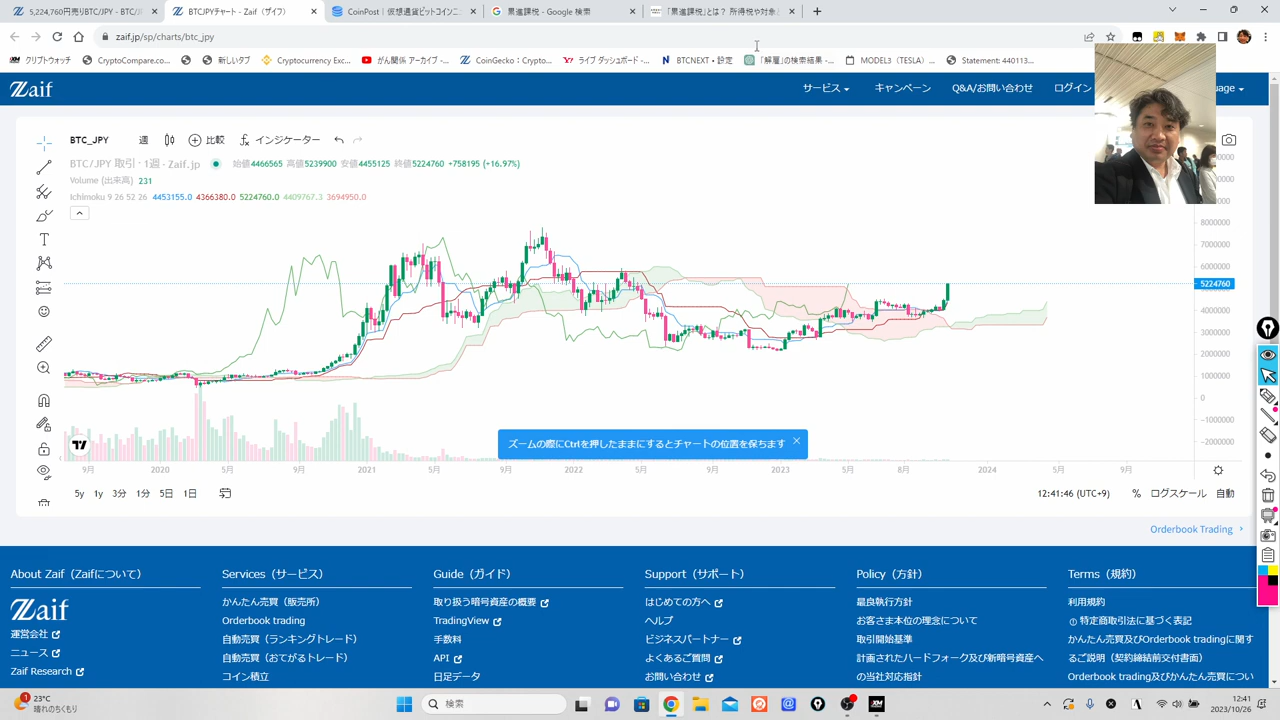 5,224,760円売りBTC/JPY - BTC/
BTCJPYチャート - Zaif（ザイフ）
CoinPost | 仮想通貨ビットコインニ
累進課税 - Google 検索
「累進課税」とは？ 所得税や対象
zaif.jp/sp/charts/btc_jpy
クリプトウォッチ
CryptoCompare.co...
新しいタブ
Cryptocurrency Exc...
がん関係 アーカイブ -...
CoinGecko：Crypto...
ライブ ダッシュボード -...
BTCNEXT • 設定
「解雇」の検索結果 -...
MODEL3（TESLA）...
Statement: 440113...
Zaif
サービス
キャンペーン
Q&A/お問い合わせ
ログイン
uage
BTC_JPY
週
比較
インジケーター
BTC/JPY 取引 · 1週 · Zaif.jp
始値4466565 高値5239900 安値4455125 終値5224760 +758195 (+16.97%)
Volume (出来高) 231
Ichimoku 9 26 52 26 4453155.0 4366380.0 5224760.0 4409767.3 3694950.0
8000000
7000000
6000000
5224760
4000000
3000000
2000000
1000000
0
−1000000
−2000000
ズームの際にCtrlを押したままにするとチャートの位置を保ちます
9月
2020
5月
9月
2021
5月
9月
2022
5月
9月
2023
5月
8月
2024
5月
9月
5y
1y
3分
1分
5日
1日
12:41:46 (UTC+9)
%
ログスケール
自動
Orderbook Trading
About Zaif（Zaifについて）
Services（サービス）
Guide（ガイド）
Support（サポート）
Policy（方針）
Terms（規約）
Zaif
運営会社
ニュース
Zaif Research
かんたん売買（販売所）
Orderbook trading
自動売買（ランキングトレード）
自動売買（おてがるトレード）
コイン積立
取り扱う暗号資産の概要
TradingView
手数料
API
日足データ
はじめての方へ
ヘルプ
ビジネスパートナー
よくあるご質問
お問い合わせ
最良執行方針
お客さま本位の理念について
取引開始基準
計画されたハードフォーク及び新暗号資産へ
の当社対応指針
利用規約
特定商取引法に基づく表記
かんたん売買及びOrderbook tradingに関す
るご説明（契約締結前交付書面）
Orderbook trading及びかんたん売買につい
23°C
晴れのちくもり
検索
12:41
2023/10/26